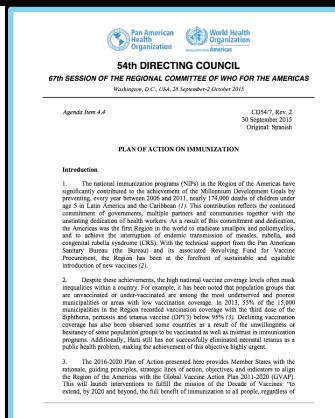 Pan American
Health
Organization
World Health
Organization
Americas
54th DIRECTING COUNCIL
67th SESSION OF THE REGIONAL COMMITTEE OF WHO FOR THE AMERICAS
Washington, D.C., USA, 28 September-2 October 2015
Agenda Item 4.4
CD54/7, Rev. 2
30 September 2015
Original: Spanish
PLAN OF ACTION ON IMMUNIZATION
Introduction
1. The national immunization programs (NIPs) in the Region of the Americas have
significantly contributed to the achievement of the Millennium Development Goals by
preventing, every year between 2006 and 2011, nearly 174,000 deaths of children under
age 5 in Latin America and the Caribbean (1). This contribution reflects the continued
commitment of governments, multiple partners and communities together with the
unstinting dedication of health workers. As a result of this commitment and dedication,
the Americas was the first Region in the world to eradicate smallpox and poliomyelitis,
and to achieve the interruption of endemic transmission of measles, rubella, and
congenital rubella syndrome (CRS). With the technical support from the Pan American
Sanitary Bureau (the Bureau) and its associated Revolving Fund for Vaccine
Procurement, the Region has been at the forefront of sustainable and equitable
introduction of new vaccines (2).
2. Despite these achievements, the high national vaccine coverage levels often mask
inequalities within a country. For example, it has been noted that population groups that
are unvaccinated or under-vaccinated are among the most underserved and poorest
municipalities or areas with low vaccination coverage. In 2013, 55% of the 15,000
municipalities in the Region recorded vaccination coverage with the third dose of the
diphtheria, pertussis and tetanus vaccine (DPT3) below 95% (3). Declining vaccination
coverage has also been observed some countries as a result of the unwillingness or
hesitancy of some population groups to be vaccinated as well as mistrust in immunization
programs. Additionally, Haiti still has not successfully eliminated neonatal tetanus as a
public health problem, making the achievement of this objective highly urgent.
3. The 2016-2020 Plan of Action presented here provides Member States with the
rationale, guiding principles, strategic lines of action, objectives, and indicators to align
the Region of the Americas with the Global Vaccine Action Plan 2011-2020 (GVAP).
This will launch interventions to fulfill the mission of the Decade of Vaccines: "to
extend, by 2020 and beyond, the full benefit of immunization to all people, regardless of